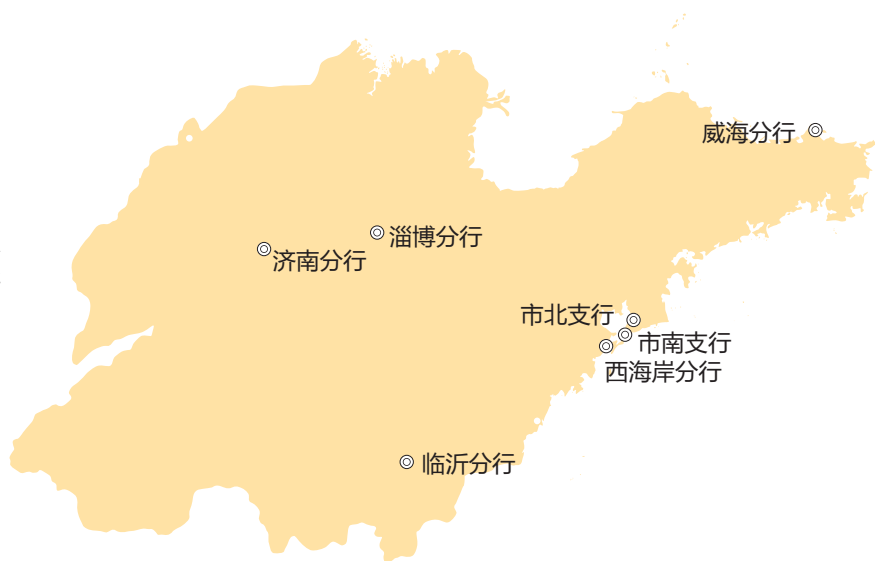 威海分行
淄博分行
济南分行
市北支行
市南支行
西海岸分行
临沂分行